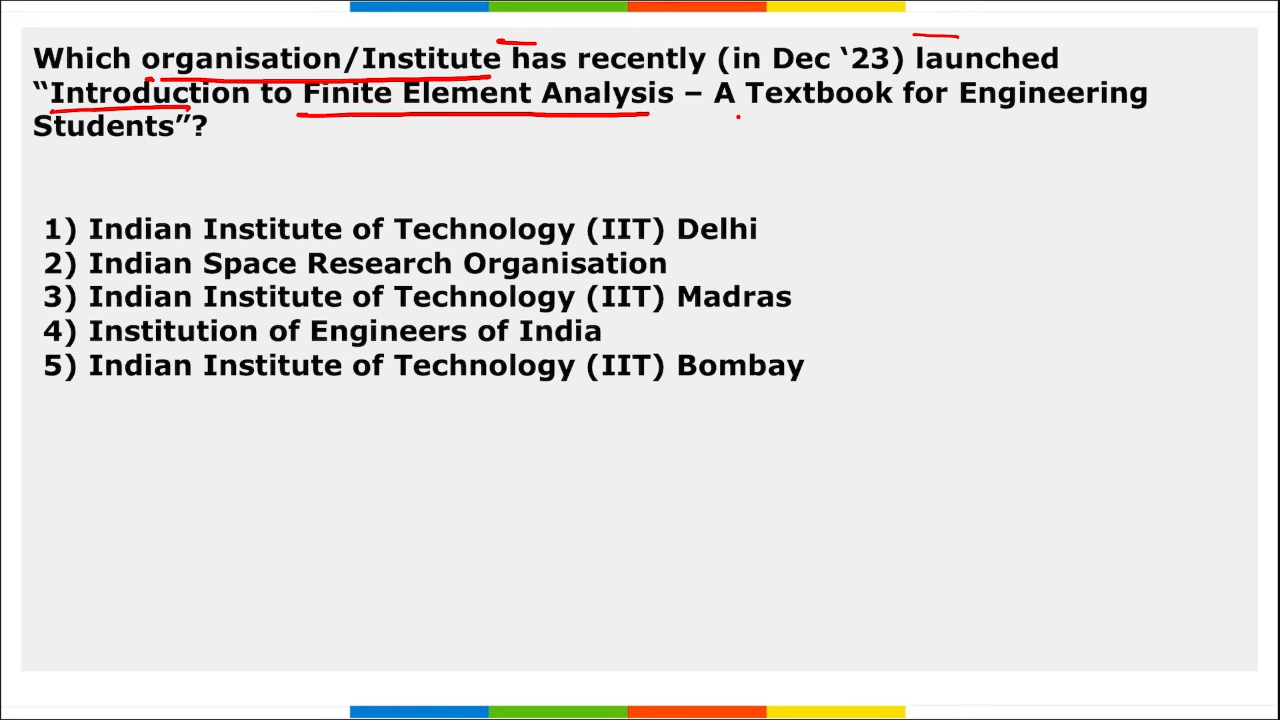 Which organisation/Institute has recently (in Dec ‘23) launched
“Introduction to Finite Element Analysis – A Textbook for Engineering
Students”?
1) Indian Institute of Technology (IIT) Delhi
2) Indian Space Research Organisation
3) Indian Institute of Technology (IIT) Madras
4) Institution of Engineers of India
5) Indian Institute of Technology (IIT) Bombay